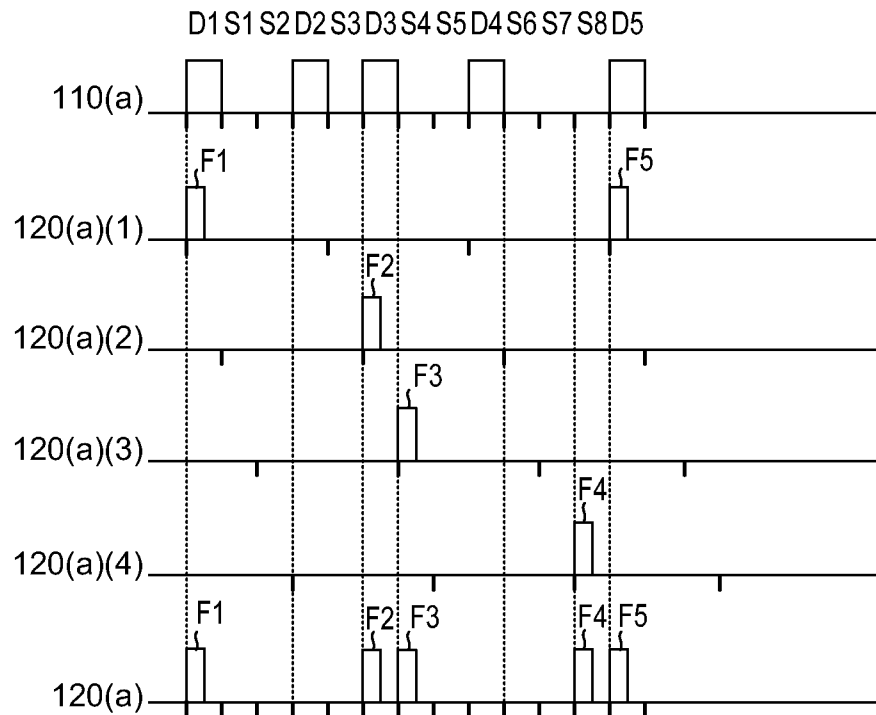 D1 S1 S2 D2 S3 D3 S4 S5 D4 S6 S7 S8 D5
110(a)
F1 F5
120(a)(1)
F2
120(a)(2)
F3
120(a)(3)
F4
120(a)(4)
F1 F2 F3 F4 F5
120(a)